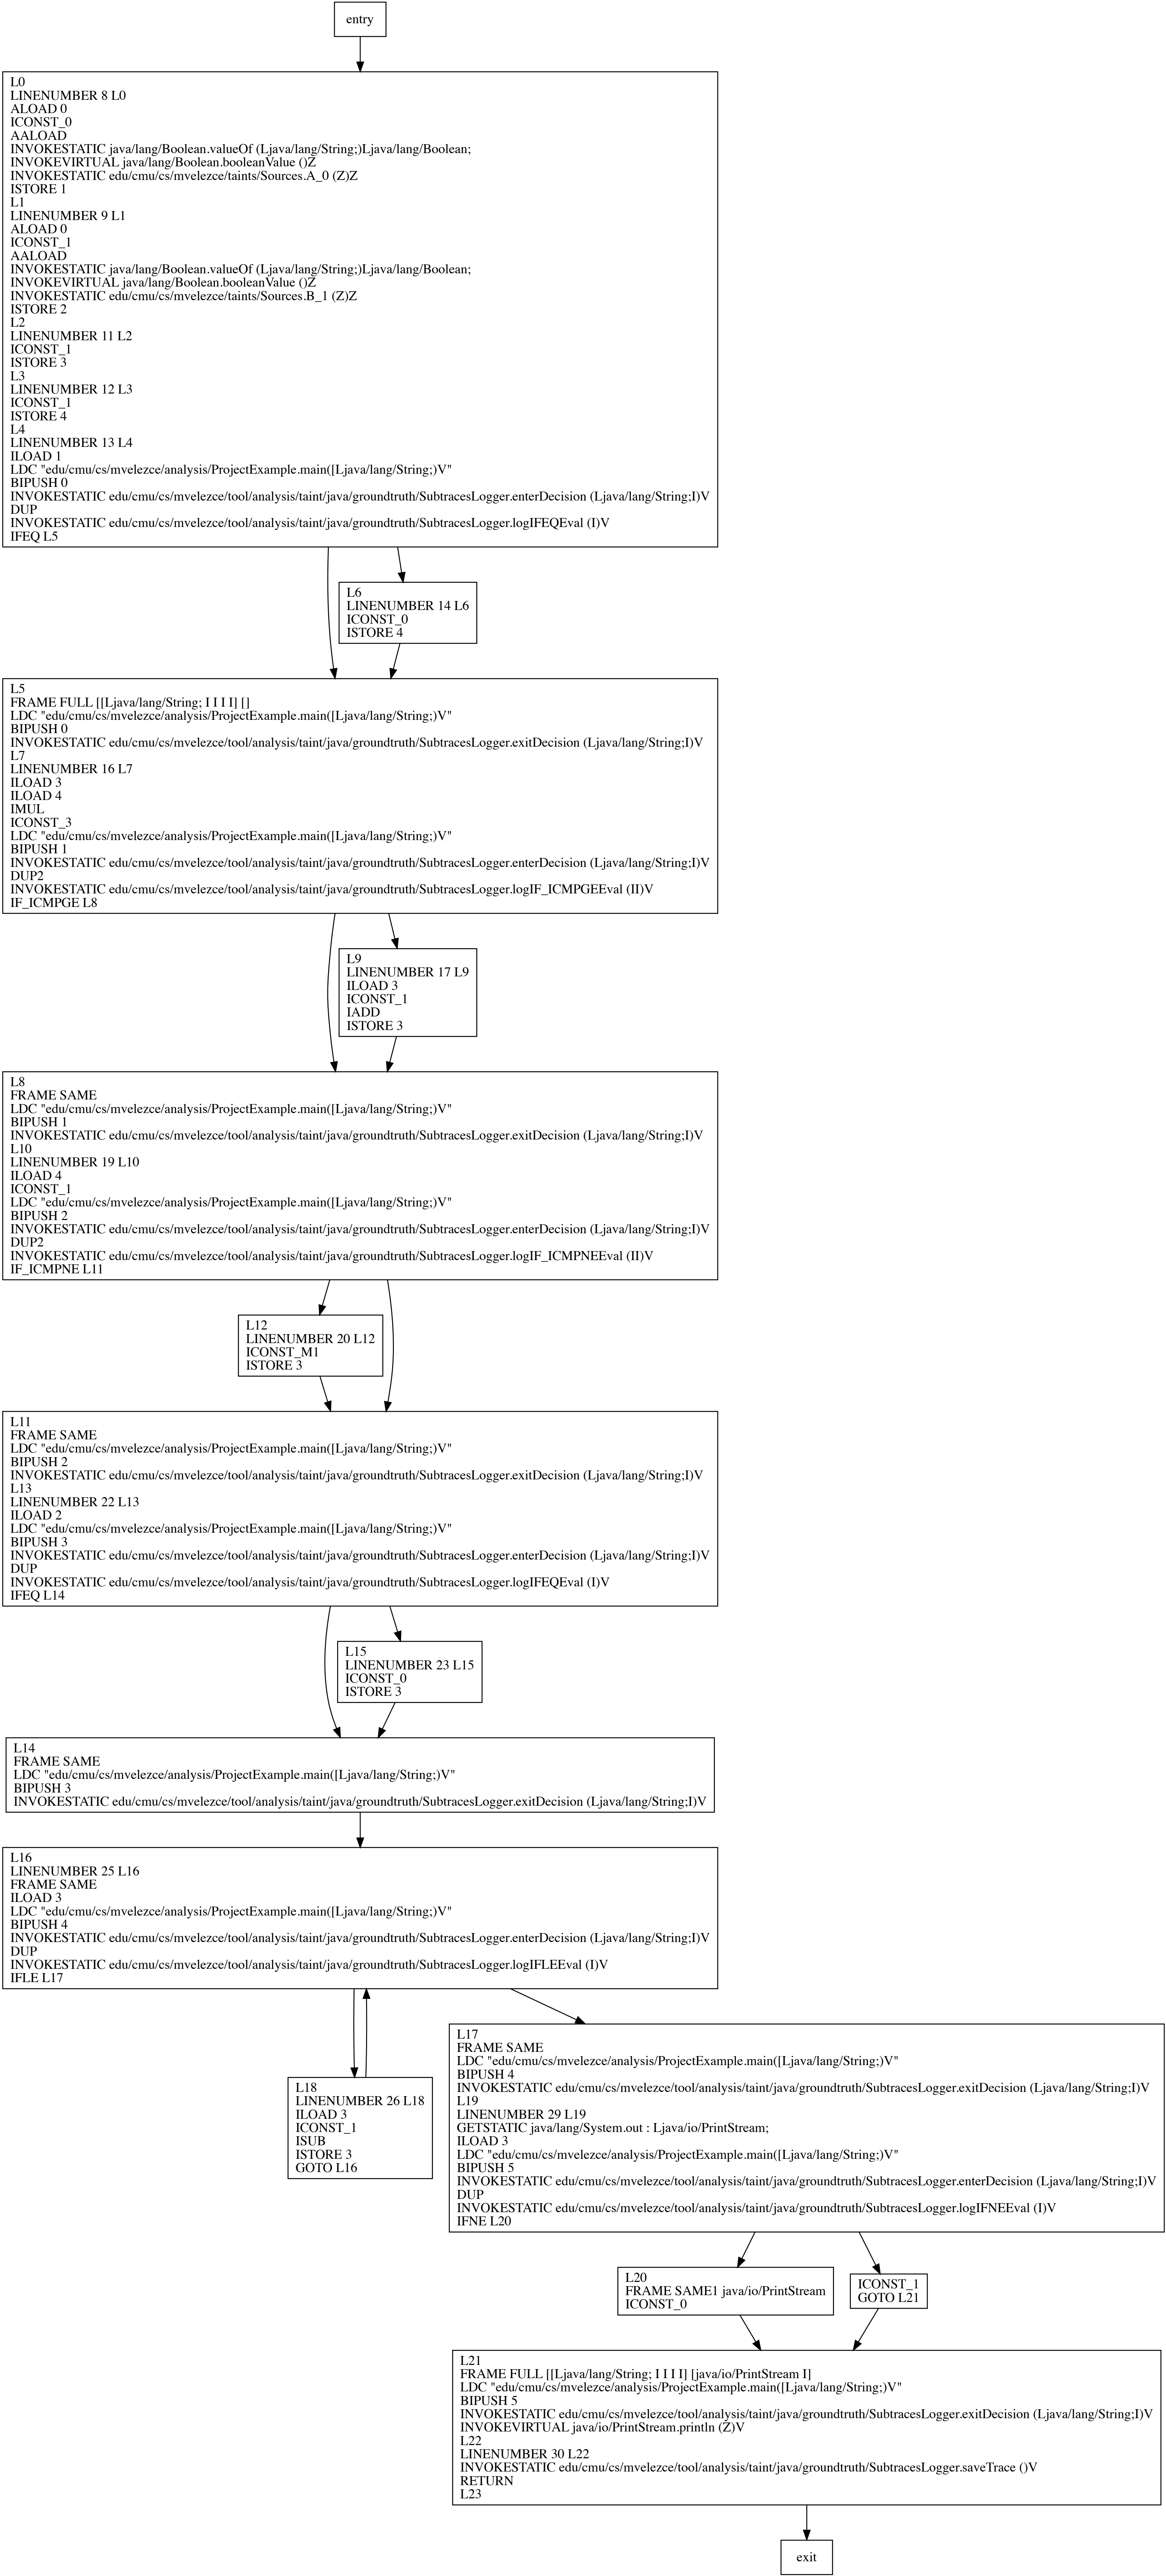 entry
L0
LINENUMBER 8 L0
ALOAD 0
ICONST_0
AALOAD
INVOKESTATIC java/lang/Boolean.valueOf (Ljava/lang/String;)Ljava/lang/Boolean;
INVOKEVIRTUAL java/lang/Boolean.booleanValue ()Z
INVOKESTATIC edu/cmu/cs/mvelezce/taints/Sources.A_0 (Z)Z
ISTORE 1
L1
LINENUMBER 9 L1
ALOAD 0
ICONST_1
AALOAD
INVOKESTATIC java/lang/Boolean.valueOf (Ljava/lang/String;)Ljava/lang/Boolean;
INVOKEVIRTUAL java/lang/Boolean.booleanValue ()Z
INVOKESTATIC edu/cmu/cs/mvelezce/taints/Sources.B_1 (Z)Z
ISTORE 2
L2
LINENUMBER 11 L2
ICONST_1
ISTORE 3
L3
LINENUMBER 12 L3
ICONST_1
ISTORE 4
L4
LINENUMBER 13 L4
ILOAD 1
LDC "edu/cmu/cs/mvelezce/analysis/ProjectExample.main([Ljava/lang/String;)V"
BIPUSH 0
INVOKESTATIC edu/cmu/cs/mvelezce/tool/analysis/taint/java/groundtruth/SubtracesLogger.enterDecision (Ljava/lang/String;I)V
DUP
INVOKESTATIC edu/cmu/cs/mvelezce/tool/analysis/taint/java/groundtruth/SubtracesLogger.logIFEQEval (I)V
IFEQ L5
L6
LINENUMBER 14 L6
ICONST_0
ISTORE 4
L5
FRAME FULL [[Ljava/lang/String; I I I I] []
LDC "edu/cmu/cs/mvelezce/analysis/ProjectExample.main([Ljava/lang/String;)V"
BIPUSH 0
INVOKESTATIC edu/cmu/cs/mvelezce/tool/analysis/taint/java/groundtruth/SubtracesLogger.exitDecision (Ljava/lang/String;I)V
L7
LINENUMBER 16 L7
ILOAD 3
ILOAD 4
IMUL
ICONST_3
LDC "edu/cmu/cs/mvelezce/analysis/ProjectExample.main([Ljava/lang/String;)V"
BIPUSH 1
INVOKESTATIC edu/cmu/cs/mvelezce/tool/analysis/taint/java/groundtruth/SubtracesLogger.enterDecision (Ljava/lang/String;I)V
DUP2
INVOKESTATIC edu/cmu/cs/mvelezce/tool/analysis/taint/java/groundtruth/SubtracesLogger.logIF_ICMPGEEval (II)V
IF_ICMPGE L8
L9
LINENUMBER 17 L9
ILOAD 3
ICONST_1
IADD
ISTORE 3
L8
FRAME SAME
LDC "edu/cmu/cs/mvelezce/analysis/ProjectExample.main([Ljava/lang/String;)V"
BIPUSH 1
INVOKESTATIC edu/cmu/cs/mvelezce/tool/analysis/taint/java/groundtruth/SubtracesLogger.exitDecision (Ljava/lang/String;I)V
L10
LINENUMBER 19 L10
ILOAD 4
ICONST_1
LDC "edu/cmu/cs/mvelezce/analysis/ProjectExample.main([Ljava/lang/String;)V"
BIPUSH 2
INVOKESTATIC edu/cmu/cs/mvelezce/tool/analysis/taint/java/groundtruth/SubtracesLogger.enterDecision (Ljava/lang/String;I)V
DUP2
INVOKESTATIC edu/cmu/cs/mvelezce/tool/analysis/taint/java/groundtruth/SubtracesLogger.logIF_ICMPNEEval (II)V
IF_ICMPNE L11
L12
LINENUMBER 20 L12
ICONST_M1
ISTORE 3
L11
FRAME SAME
LDC "edu/cmu/cs/mvelezce/analysis/ProjectExample.main([Ljava/lang/String;)V"
BIPUSH 2
INVOKESTATIC edu/cmu/cs/mvelezce/tool/analysis/taint/java/groundtruth/SubtracesLogger.exitDecision (Ljava/lang/String;I)V
L13
LINENUMBER 22 L13
ILOAD 2
LDC "edu/cmu/cs/mvelezce/analysis/ProjectExample.main([Ljava/lang/String;)V"
BIPUSH 3
INVOKESTATIC edu/cmu/cs/mvelezce/tool/analysis/taint/java/groundtruth/SubtracesLogger.enterDecision (Ljava/lang/String;I)V
DUP
INVOKESTATIC edu/cmu/cs/mvelezce/tool/analysis/taint/java/groundtruth/SubtracesLogger.logIFEQEval (I)V
IFEQ L14
L15
LINENUMBER 23 L15
ICONST_0
ISTORE 3
L14
FRAME SAME
LDC "edu/cmu/cs/mvelezce/analysis/ProjectExample.main([Ljava/lang/String;)V"
BIPUSH 3
INVOKESTATIC edu/cmu/cs/mvelezce/tool/analysis/taint/java/groundtruth/SubtracesLogger.exitDecision (Ljava/lang/String;I)V
L16
LINENUMBER 25 L16
FRAME SAME
ILOAD 3
LDC "edu/cmu/cs/mvelezce/analysis/ProjectExample.main([Ljava/lang/String;)V"
BIPUSH 4
INVOKESTATIC edu/cmu/cs/mvelezce/tool/analysis/taint/java/groundtruth/SubtracesLogger.enterDecision (Ljava/lang/String;I)V
DUP
INVOKESTATIC edu/cmu/cs/mvelezce/tool/analysis/taint/java/groundtruth/SubtracesLogger.logIFLEEval (I)V
IFLE L17
L18
LINENUMBER 26 L18
ILOAD 3
ICONST_1
ISUB
ISTORE 3
GOTO L16
L17
FRAME SAME
LDC "edu/cmu/cs/mvelezce/analysis/ProjectExample.main([Ljava/lang/String;)V"
BIPUSH 4
INVOKESTATIC edu/cmu/cs/mvelezce/tool/analysis/taint/java/groundtruth/SubtracesLogger.exitDecision (Ljava/lang/String;I)V
L19
LINENUMBER 29 L19
GETSTATIC java/lang/System.out : Ljava/io/PrintStream;
ILOAD 3
LDC "edu/cmu/cs/mvelezce/analysis/ProjectExample.main([Ljava/lang/String;)V"
BIPUSH 5
INVOKESTATIC edu/cmu/cs/mvelezce/tool/analysis/taint/java/groundtruth/SubtracesLogger.enterDecision (Ljava/lang/String;I)V
DUP
INVOKESTATIC edu/cmu/cs/mvelezce/tool/analysis/taint/java/groundtruth/SubtracesLogger.logIFNEEval (I)V
IFNE L20
L20
FRAME SAME1 java/io/PrintStream
ICONST_0
ICONST_1
GOTO L21
L21
FRAME FULL [[Ljava/lang/String; I I I I] [java/io/PrintStream I]
LDC "edu/cmu/cs/mvelezce/analysis/ProjectExample.main([Ljava/lang/String;)V"
BIPUSH 5
INVOKESTATIC edu/cmu/cs/mvelezce/tool/analysis/taint/java/groundtruth/SubtracesLogger.exitDecision (Ljava/lang/String;I)V
INVOKEVIRTUAL java/io/PrintStream.println (Z)V
L22
LINENUMBER 30 L22
INVOKESTATIC edu/cmu/cs/mvelezce/tool/analysis/taint/java/groundtruth/SubtracesLogger.saveTrace ()V
RETURN
L23
exit